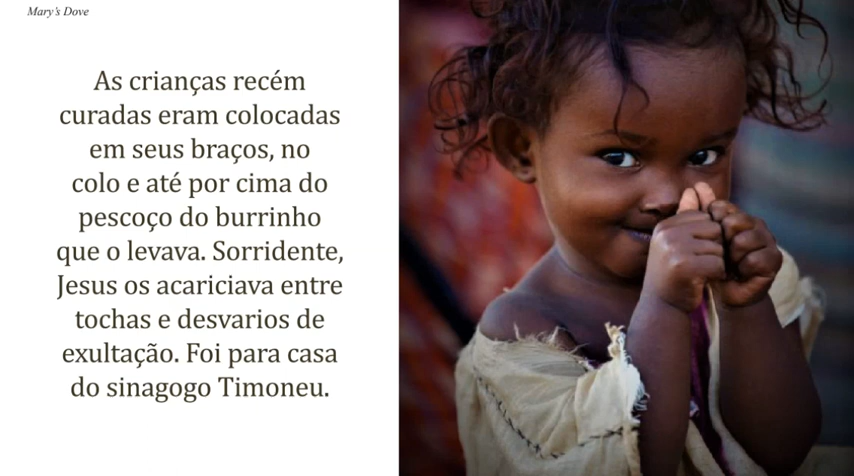 Mary's Dove
As crianças recém
curadas eram colocadas
em seus braços, no
colo e até por cima do
pescoço do burrinho
que o levava. Sorridente,
Jesus os acariciava entre
tochas e desvarios de
exultação. Foi para casa
do sinagogo Timoneu.